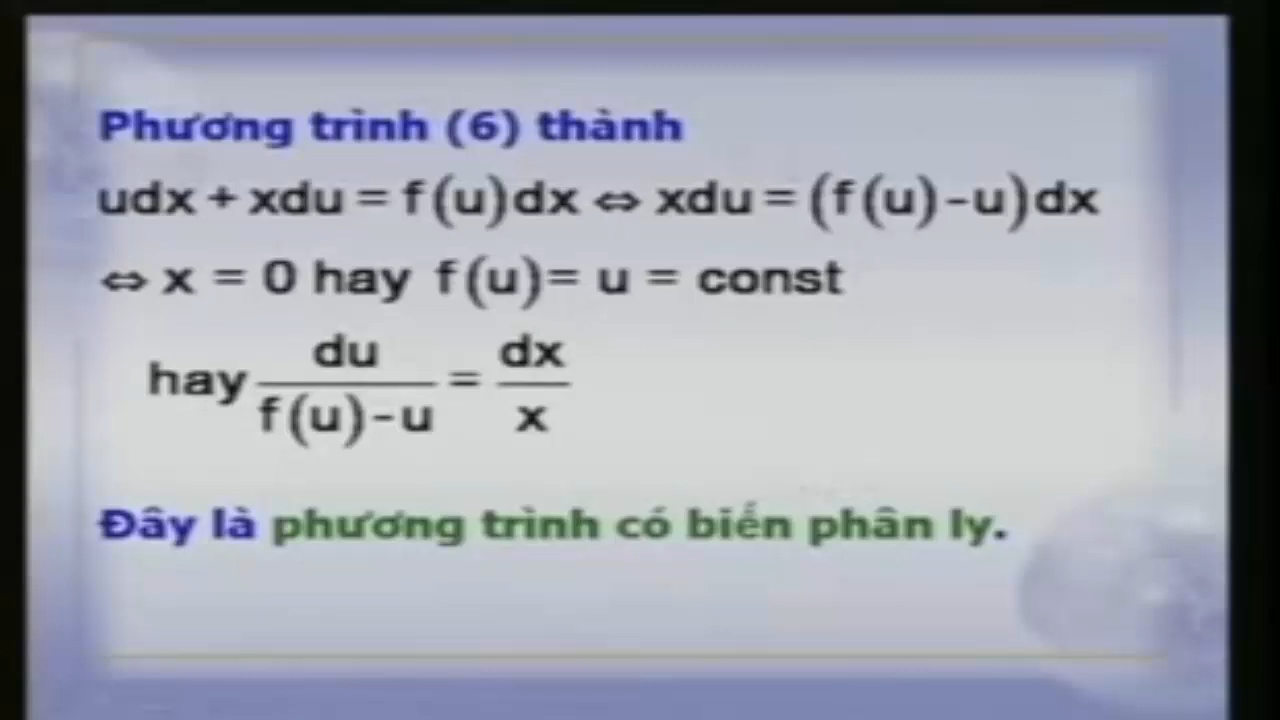 Phương trình (6) thành
udx + xdu = f(u)dx ⇔ xdu = (f(u) - u)dx
⇔ x = 0 hay f(u) = u = const
hay du/(f(u) - u) = dx/x
Đây là phương trình có biến phân ly.